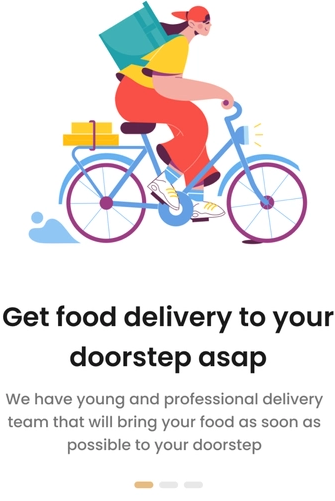 Get food delivery to your
doorstep asap
We have young and professional delivery
team that will bring your food as soon as
possible to your doorstep